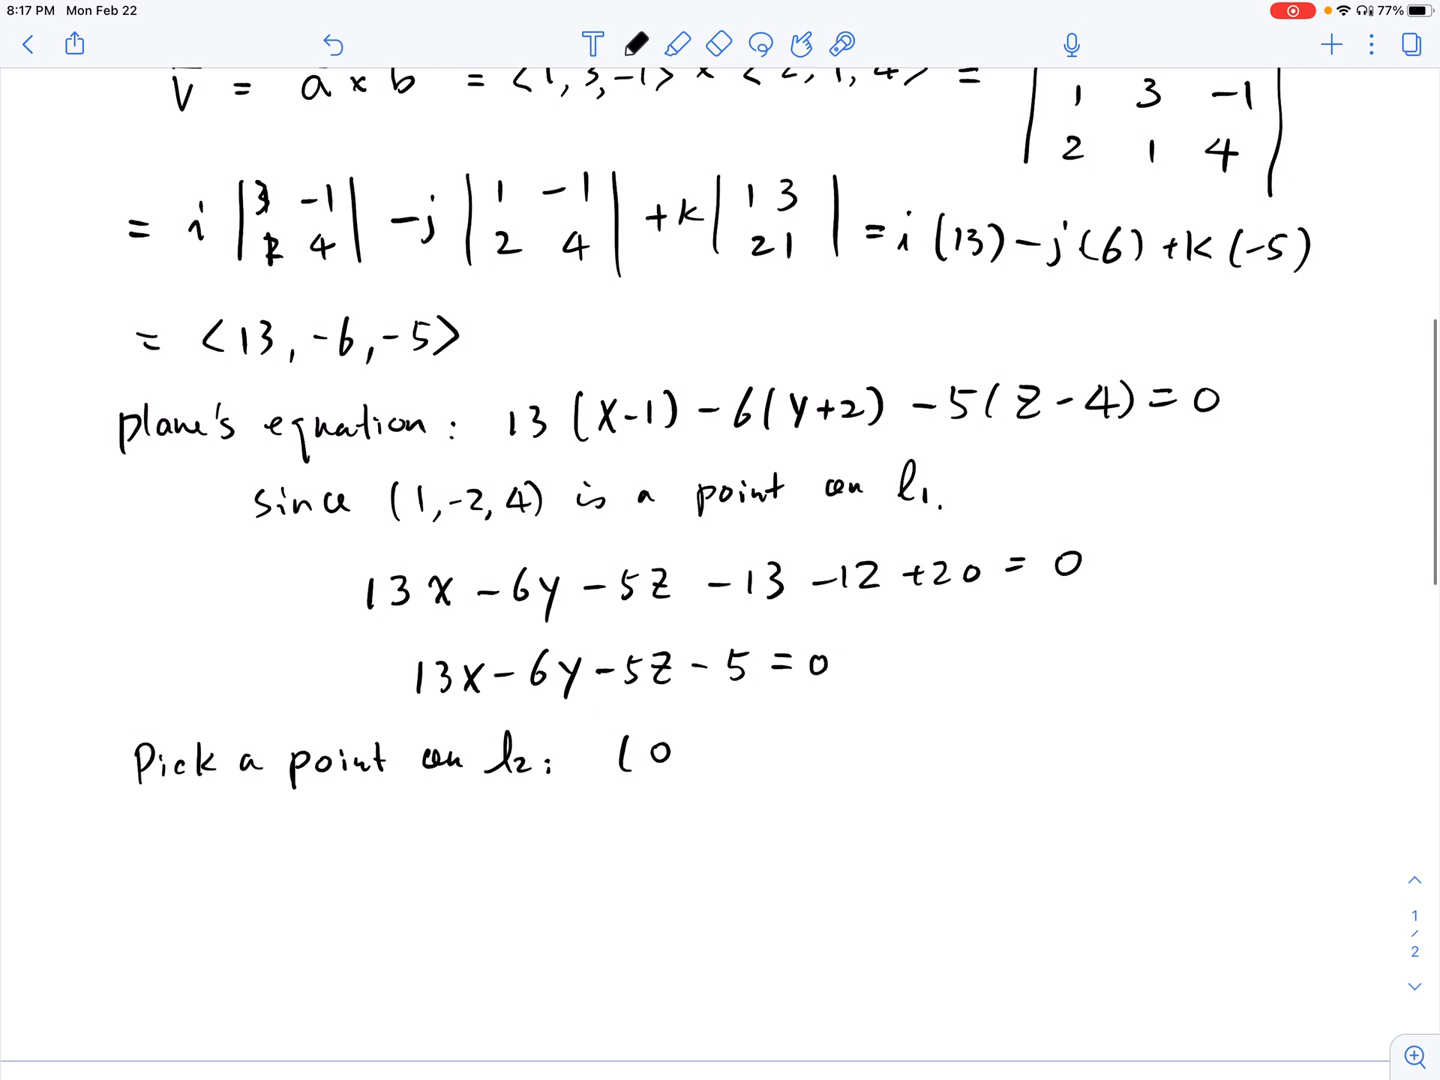 8:17 PM Mon Feb 22 77%
T
V = a × b = <1, 3, -1> × <2, 1, 4> = | 1 3 -1
2 1 4 |
= i | 3 -1
1 4 | - j | 1 -1
2 4 | + k | 1 3
2 1 | = i (13) - j (6) + k (-5)
= <13, -6, -5>
plane's equation: 13 (x-1) - 6(y+2) - 5(z-4) = 0
since (1, -2, 4) is a point on l₁.
13x - 6y - 5z - 13 - 12 + 20 = 0
13x - 6y - 5z - 5 = 0
Pick a point on l₂: ( 0
1
/
2